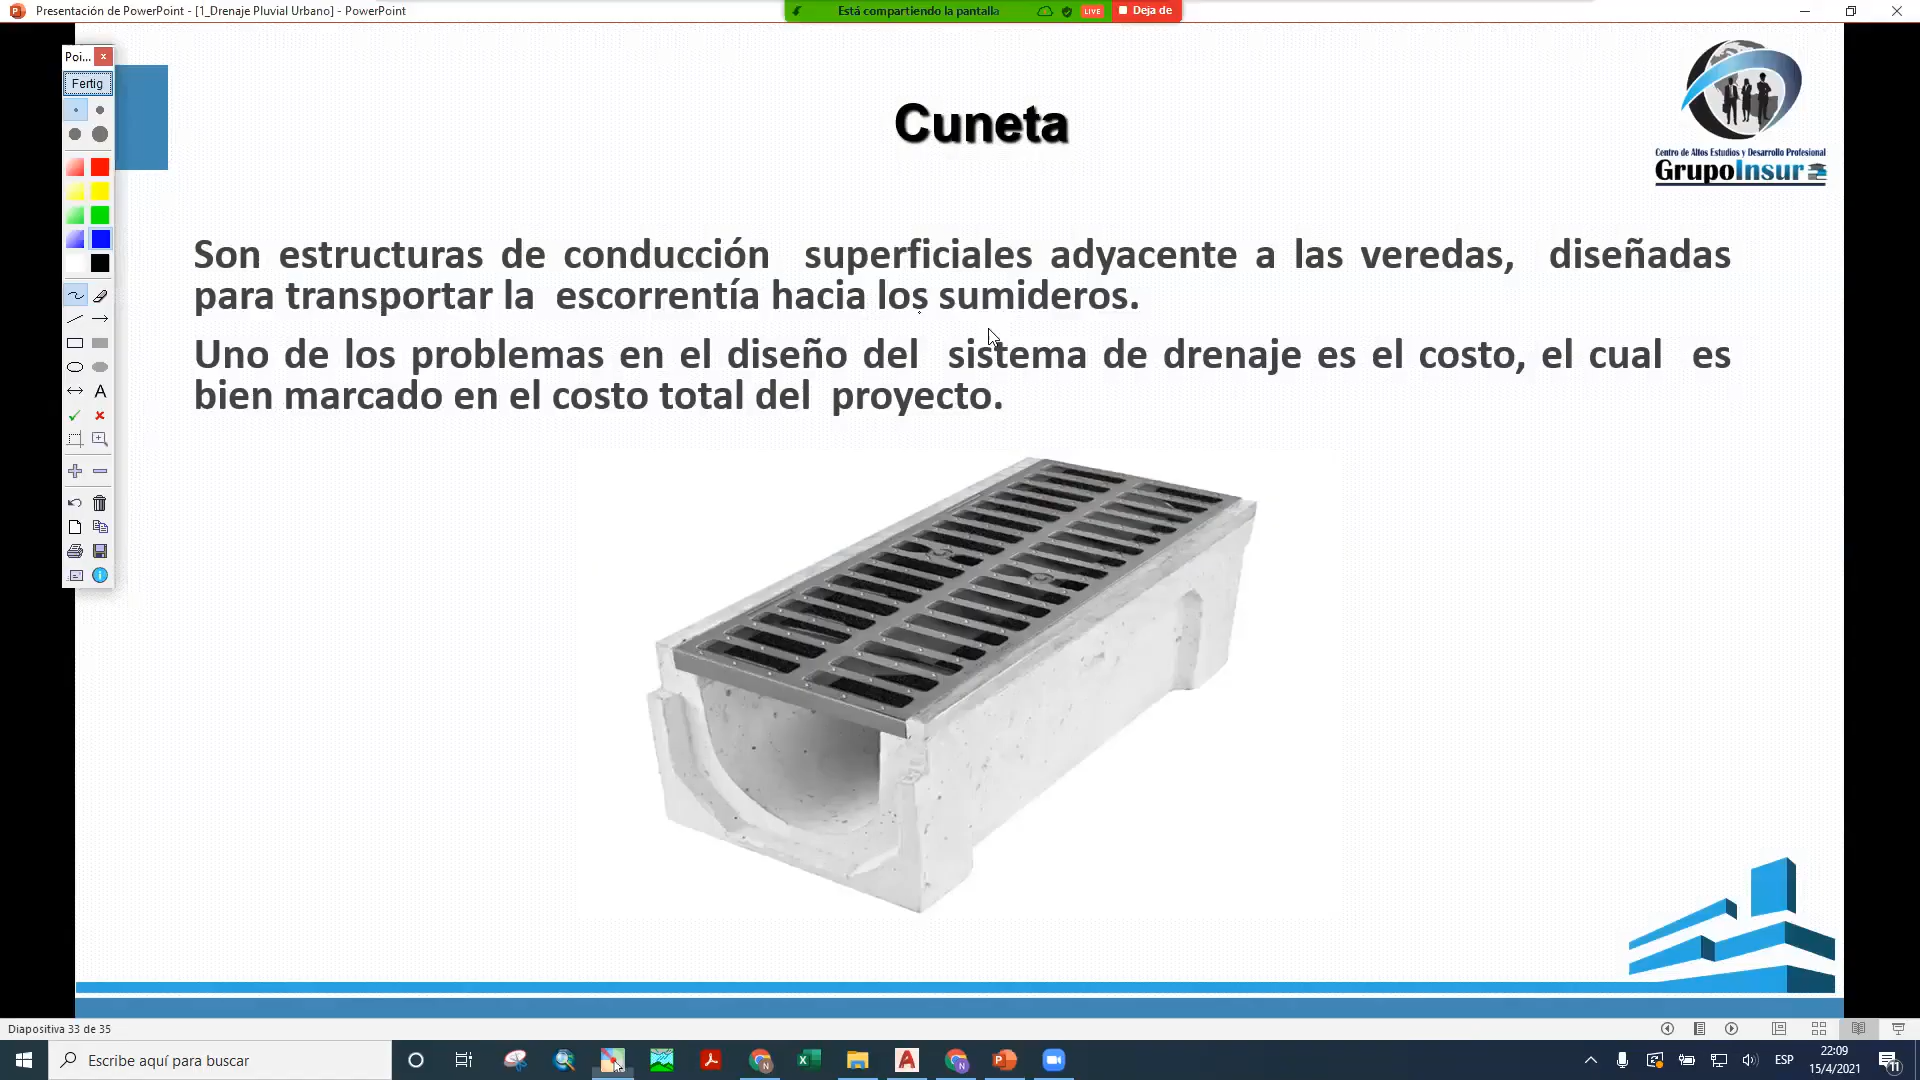 Presentación de PowerPoint - [1_Drenaje Pluvial Urbano] - PowerPoint
Está compartiendo la pantalla
LIVE
Deja de
Poi...
Fertig
A
Cuneta
Centro de Altos Estudios y Desarrollo Profesional
GrupoInsur
Son estructuras de conducción superficiales adyacente a las veredas, diseñadas
para transportar la escorrentía hacia los sumideros.
Uno de los problemas en el diseño del sistema de drenaje es el costo, el cual es
bien marcado en el costo total del proyecto.
Diapositiva 33 de 35
Escribe aquí para buscar
ESP
22:09
15/4/2021
11